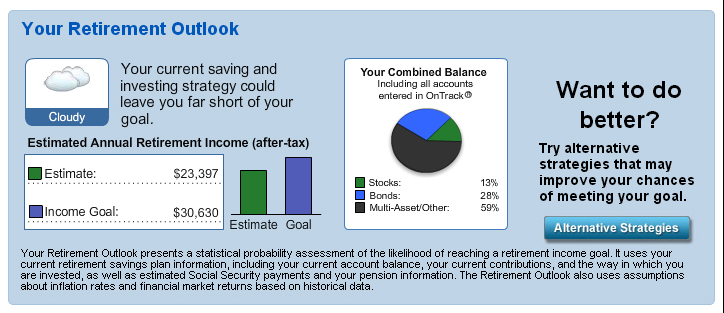 Your Retirement Outlook
Cloudy
Your current saving and
investing strategy could
leave you far short of your
goal.
Estimated Annual Retirement Income (after-tax)
Estimate: $23,397
Income Goal: $30,630
Estimate Goal
Your Combined Balance
Including all accounts
entered in OnTrack®
Stocks: 13%
Bonds: 28%
Multi-Asset/Other: 59%
Want to do
better?
Try alternative
strategies that may
improve your chances
of meeting your goal.
Alternative Strategies
Your Retirement Outlook presents a statistical probability assessment of the likelihood of reaching a retirement income goal. It uses your
current retirement savings plan information, including your current account balance, your current contributions, and the way in which you
are invested, as well as estimated Social Security payments and your pension information. The Retirement Outlook also uses assumptions
about inflation rates and financial market returns based on historical data.